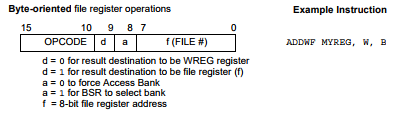 Byte-oriented file register operations
Example Instruction
15 10 9 8 7 0
OPCODE d a f (FILE #)
ADDWF MYREG, W, B
d = 0 for result destination to be WREG register
d = 1 for result destination to be file register (f)
a = 0 to force Access Bank
a = 1 for BSR to select bank
f = 8-bit file register address